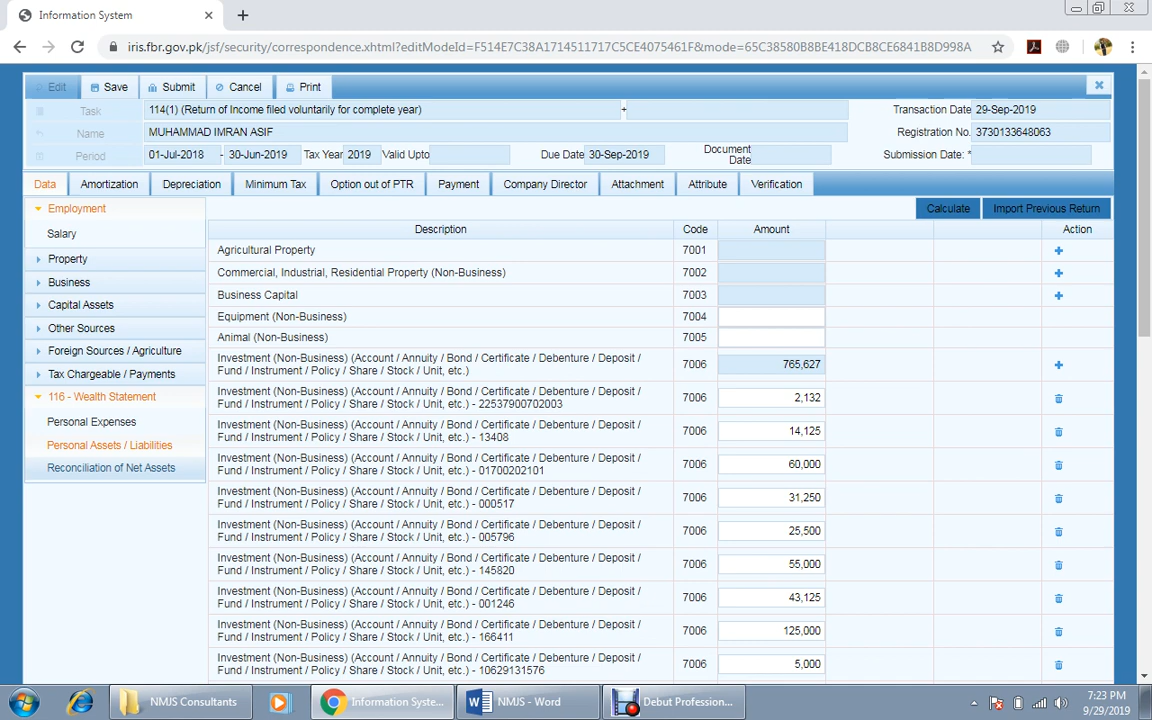 Information System
iris.fbr.gov.pk/jsf/security/correspondence.xhtml?editModeId=F514E7C38A1714511717C5CE4075461F&mode=65C38580B8BE418DCB8CE6841B8D998A
Edit Save Submit Cancel Print
Task 114(1) (Return of Income filed voluntarily for complete year) + Transaction Date 29-Sep-2019
Name MUHAMMAD IMRAN ASIF Registration No. 3730133648063
Period 01-Jul-2018 - 30-Jun-2019 Tax Year 2019 Valid Upto Due Date 30-Sep-2019 Document Date Submission Date: *
Data Amortization Depreciation Minimum Tax Option out of PTR Payment Company Director Attachment Attribute Verification
Employment
Salary
Property
Business
Capital Assets
Other Sources
Foreign Sources / Agriculture
Tax Chargeable / Payments
116 - Wealth Statement
Personal Expenses
Personal Assets / Liabilities
Reconciliation of Net Assets
Calculate Import Previous Return
Description Code Amount Action
Agricultural Property 7001
Commercial, Industrial, Residential Property (Non-Business) 7002
Business Capital 7003
Equipment (Non-Business) 7004
Animal (Non-Business) 7005
Investment (Non-Business) (Account / Annuity / Bond / Certificate / Debenture / Deposit /
Fund / Instrument / Policy / Share / Stock / Unit, etc.) 7006 765,627
Investment (Non-Business) (Account / Annuity / Bond / Certificate / Debenture / Deposit /
Fund / Instrument / Policy / Share / Stock / Unit, etc.) - 22537900702003 7006 2,132
Investment (Non-Business) (Account / Annuity / Bond / Certificate / Debenture / Deposit /
Fund / Instrument / Policy / Share / Stock / Unit, etc.) - 13408 7006 14,125
Investment (Non-Business) (Account / Annuity / Bond / Certificate / Debenture / Deposit /
Fund / Instrument / Policy / Share / Stock / Unit, etc.) - 01700202101 7006 60,000
Investment (Non-Business) (Account / Annuity / Bond / Certificate / Debenture / Deposit /
Fund / Instrument / Policy / Share / Stock / Unit, etc.) - 000517 7006 31,250
Investment (Non-Business) (Account / Annuity / Bond / Certificate / Debenture / Deposit /
Fund / Instrument / Policy / Share / Stock / Unit, etc.) - 005796 7006 25,500
Investment (Non-Business) (Account / Annuity / Bond / Certificate / Debenture / Deposit /
Fund / Instrument / Policy / Share / Stock / Unit, etc.) - 145820 7006 55,000
Investment (Non-Business) (Account / Annuity / Bond / Certificate / Debenture / Deposit /
Fund / Instrument / Policy / Share / Stock / Unit, etc.) - 001246 7006 43,125
Investment (Non-Business) (Account / Annuity / Bond / Certificate / Debenture / Deposit /
Fund / Instrument / Policy / Share / Stock / Unit, etc.) - 166411 7006 125,000
Investment (Non-Business) (Account / Annuity / Bond / Certificate / Debenture / Deposit /
Fund / Instrument / Policy / Share / Stock / Unit, etc.) - 10629131576 7006 5,000
NMJS Consultants Information Syste... NMJS - Word Debut Profession...
7:23 PM
9/29/2019